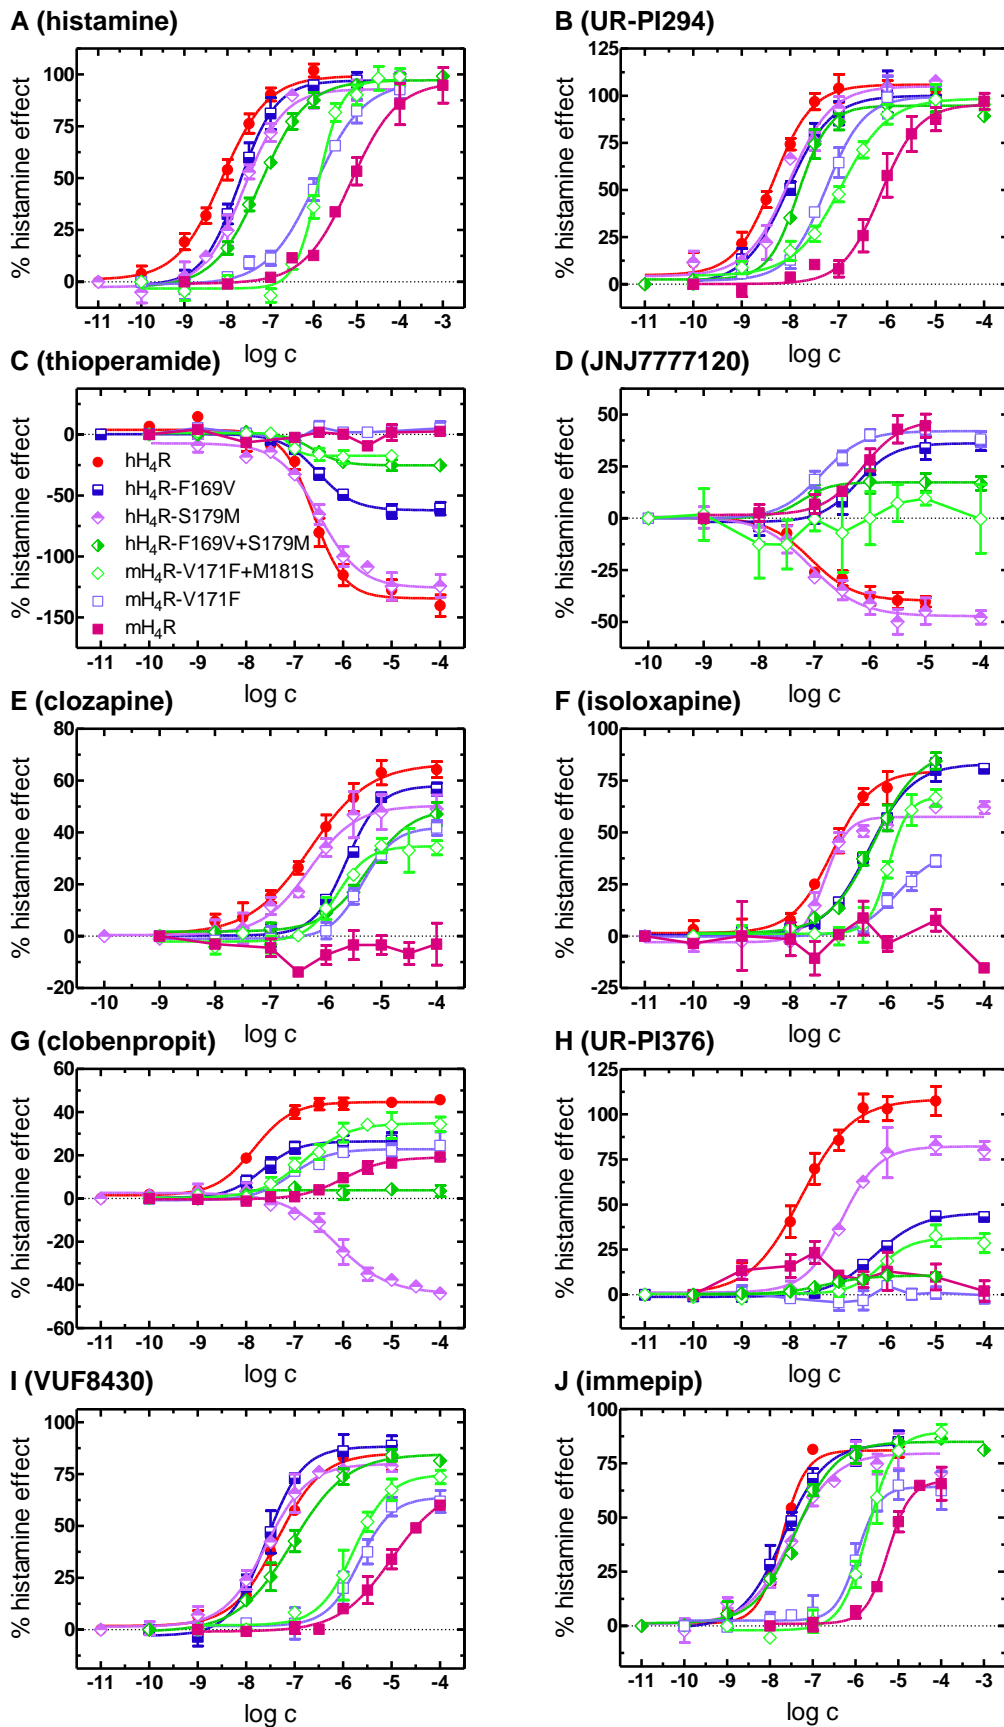 A (histamine)
% histamine effect
100
75
50
25
0
-11 -10 -9 -8 -7 -6 -5 -4 -3
log c
B (UR-PI294)
% histamine effect
125
100
75
50
25
0
-11 -10 -9 -8 -7 -6 -5 -4
log c
C (thioperamide)
% histamine effect
0
-50
-100
-150
hH4R
hH4R-F169V
hH4R-S179M
hH4R-F169V+S179M
mH4R-V171F+M181S
mH4R-V171F
mH4R
-11 -10 -9 -8 -7 -6 -5 -4
log c
D (JNJ7777120)
% histamine effect
50
25
0
-25
-50
-10 -9 -8 -7 -6 -5 -4
log c
E (clozapine)
% histamine effect
80
60
40
20
0
-20
-10 -9 -8 -7 -6 -5 -4
log c
F (isoloxapine)
% histamine effect
100
75
50
25
0
-25
-11 -10 -9 -8 -7 -6 -5 -4
log c
G (clobenpropit)
% histamine effect
60
40
20
0
-20
-40
-60
-11 -10 -9 -8 -7 -6 -5 -4
log c
H (UR-PI376)
% histamine effect
125
100
75
50
25
0
-11 -10 -9 -8 -7 -6 -5 -4
log c
I (VUF8430)
% histamine effect
100
75
50
25
0
-11 -10 -9 -8 -7 -6 -5 -4
log c
J (immepip)
% histamine effect
100
75
50
25
0
-11 -10 -9 -8 -7 -6 -5 -4 -3
log c